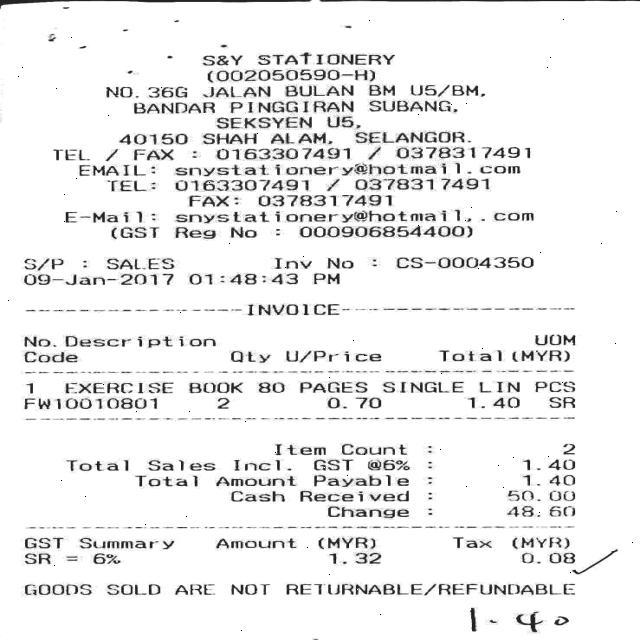 S&Y STATIONERY
(002050590-H)
NO.36G JALAN BULAN BM U5/BM,
BANDAR PINGGIRAN SUBANG,
SEKSYEN U5,
40150 SHAH ALAM, SELANGOR.
TEL / FAX : 0163307491 / 0378317491
EMAIL: snystationery@hotmail.com
TEL: 0163307491 / 0378317491
FAX: 0378317491
E-Mail: snystationery@hotmail..com
(GST Reg No : 000906854400)
S/P : SALES Inv No : CS-0004350
09-Jan-2017 01:48:43 PM
INVOICE
No. Description UOM
Code Qty U/Price Total(MYR)
1 EXERCISE BOOK 80 PAGES SINGLE LIN PCS
FW10010801 2 0.70 1.40 SR
Item Count : 2
Total Sales Incl. GST @6% : 1.40
Total Amount Payable : 1.40
Cash Received : 50.00
Change : 48.60
GST Summary Amount (MYR) Tax (MYR)
SR = 6% 1.32 0.08
GOODS SOLD ARE NOT RETURNABLE/REFUNDABLE
1.40